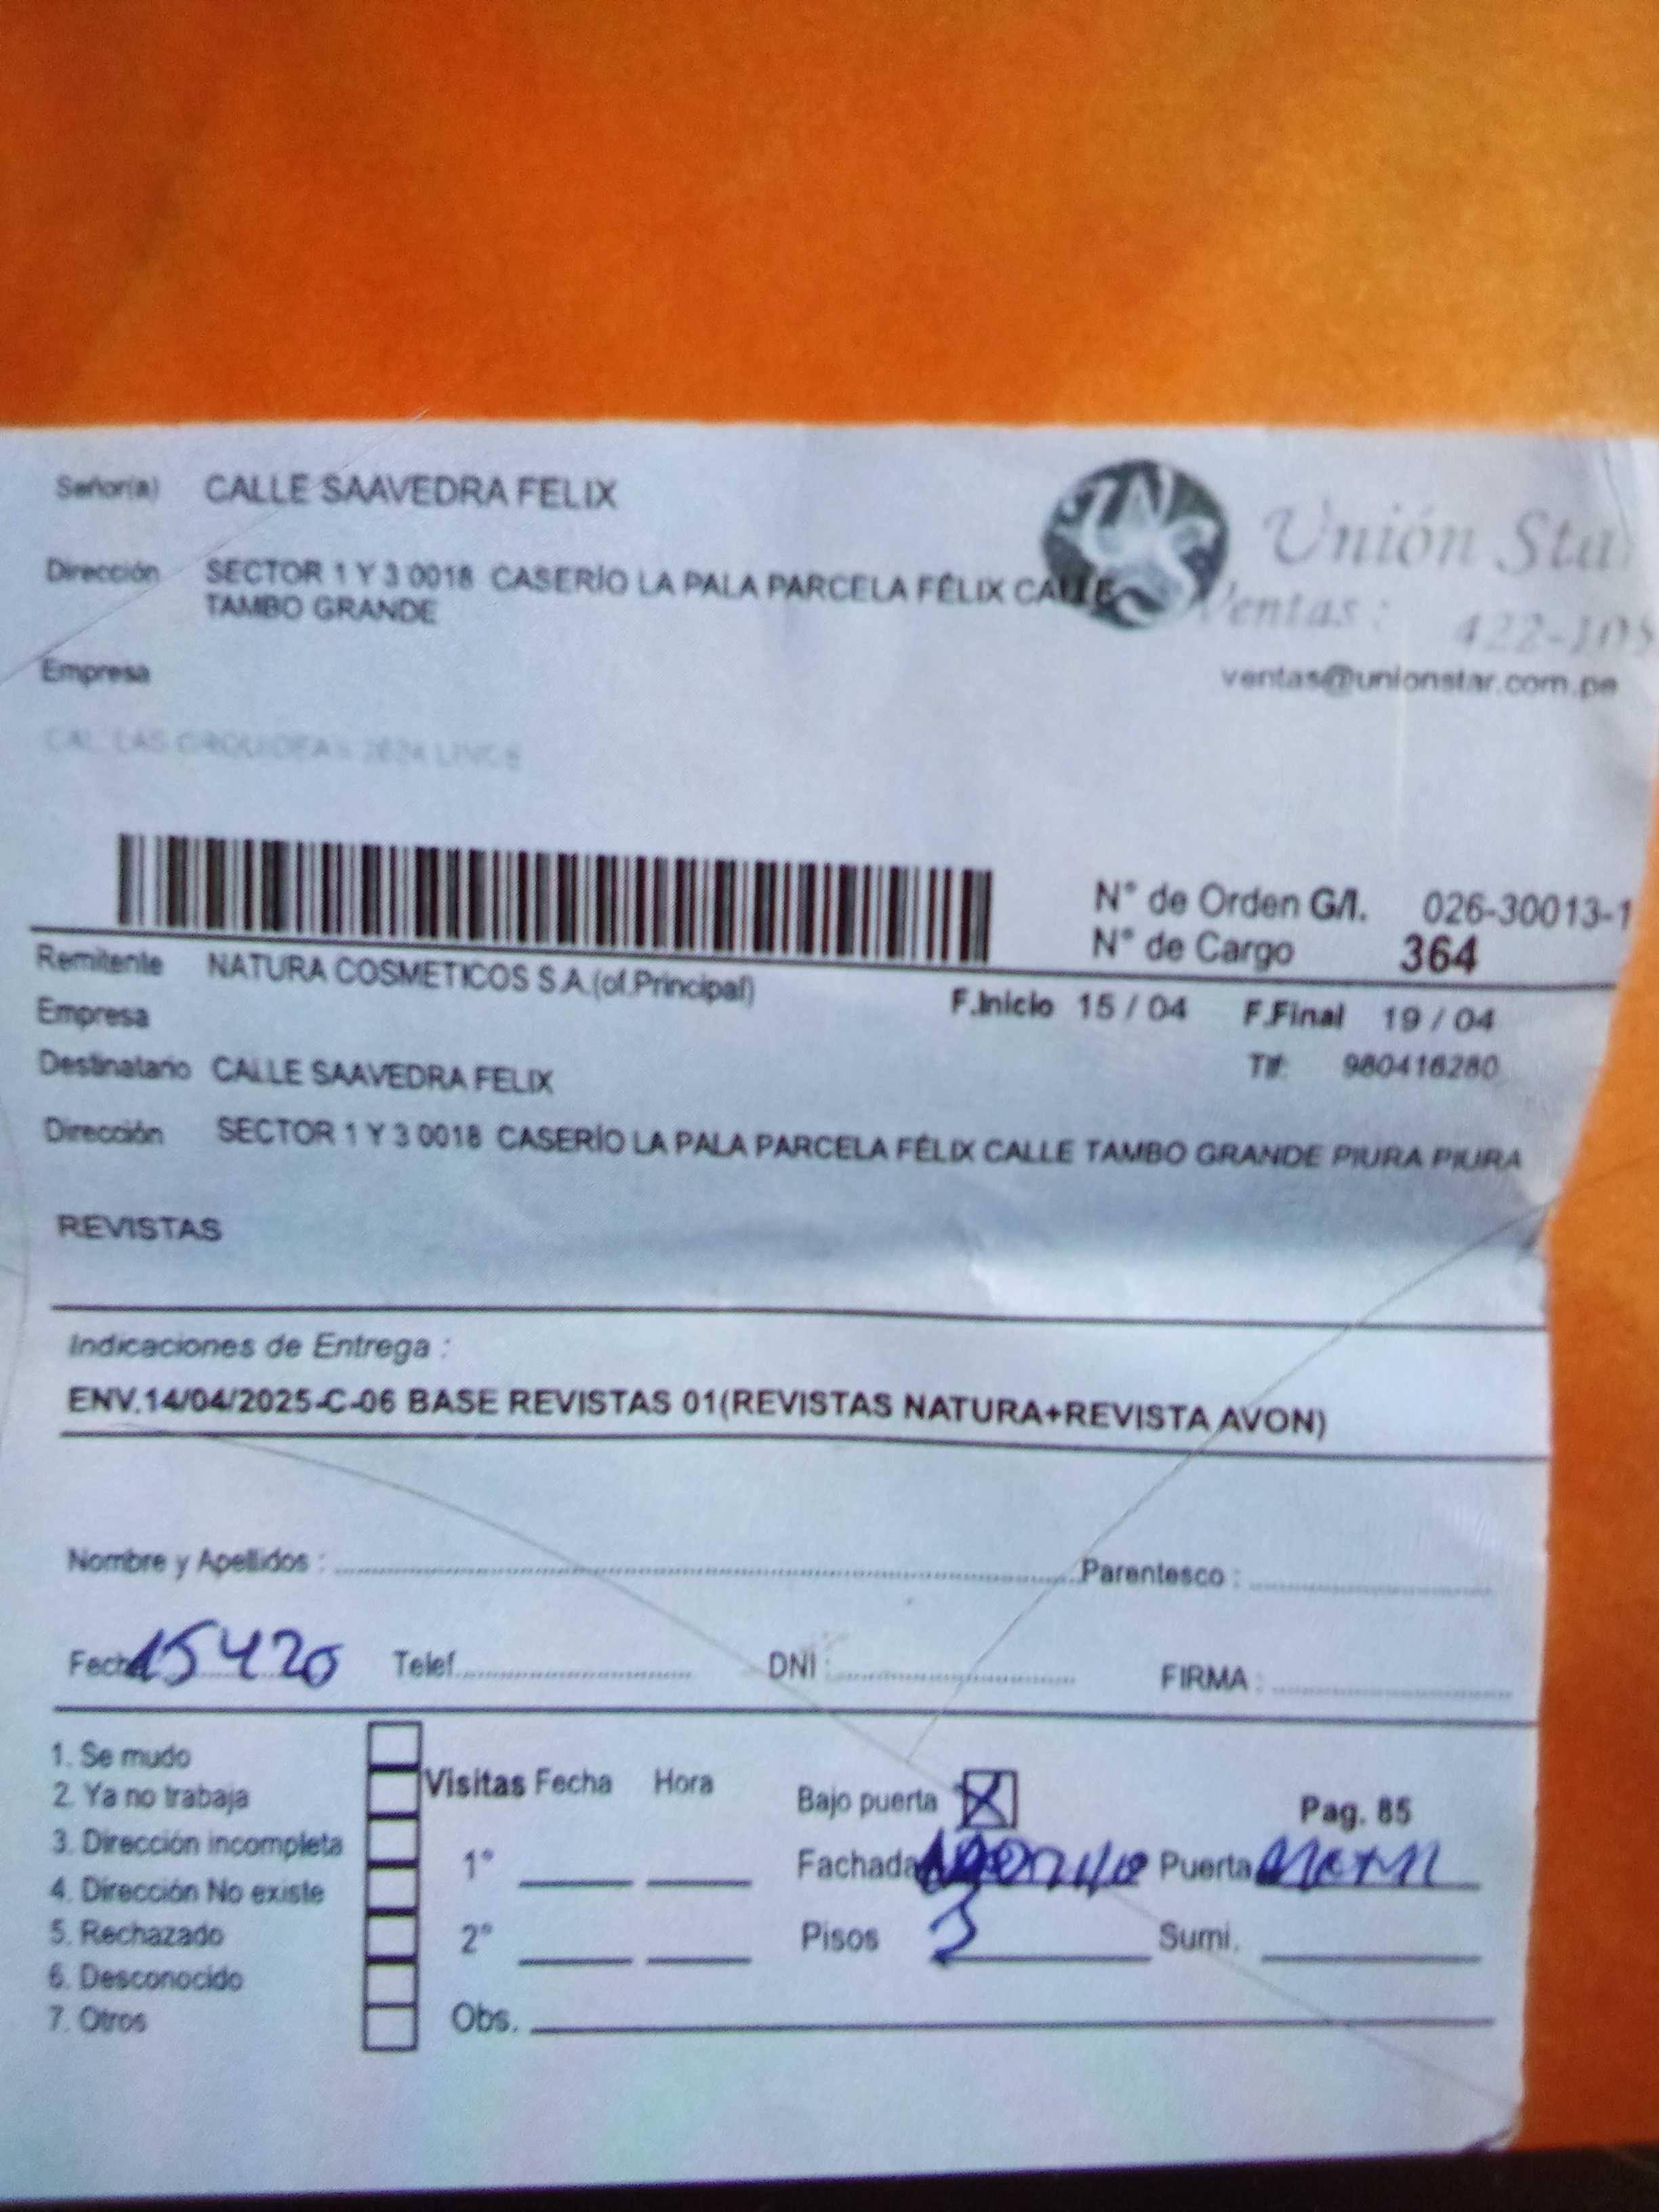 Señor(a) CALLE SAAVEDRA FELIX
Unión Sta
Dirección SECTOR 1 Y 3 0018 CASERÍO LA PALA PARCELA FÉLIX CALLE
TAMBO GRANDE
Ventas : 422-105
Empresa
ventas@unionstar.com.pe
N° de Orden G/I. 026-30013-1
N° de Cargo 364
Remitente NATURA COSMETICOS S.A.(of.Principal)
Empresa F.Inicio 15 / 04 F.Final 19 / 04
Destinatario CALLE SAAVEDRA FELIX Tlf: 980416280
Dirección SECTOR 1 Y 3 0018 CASERÍO LA PALA PARCELA FÉLIX CALLE TAMBO GRANDE PIURA PIURA
REVISTAS
Indicaciones de Entrega :
ENV.14/04/2025-C-06 BASE REVISTAS 01(REVISTAS NATURA+REVISTA AVON)
Nombre y Apellidos : Parentesco :
Fecha Telef. DNI : FIRMA :
1. Se mudo
2. Ya no trabaja
3. Dirección incompleta
4. Dirección No existe
5. Rechazado
6. Desconocido
7. Otros
Visitas Fecha Hora
1°
2°
Obs.
Bajo puerta X Pag. 85
Fachada Puerta
Pisos 3 Sumi.